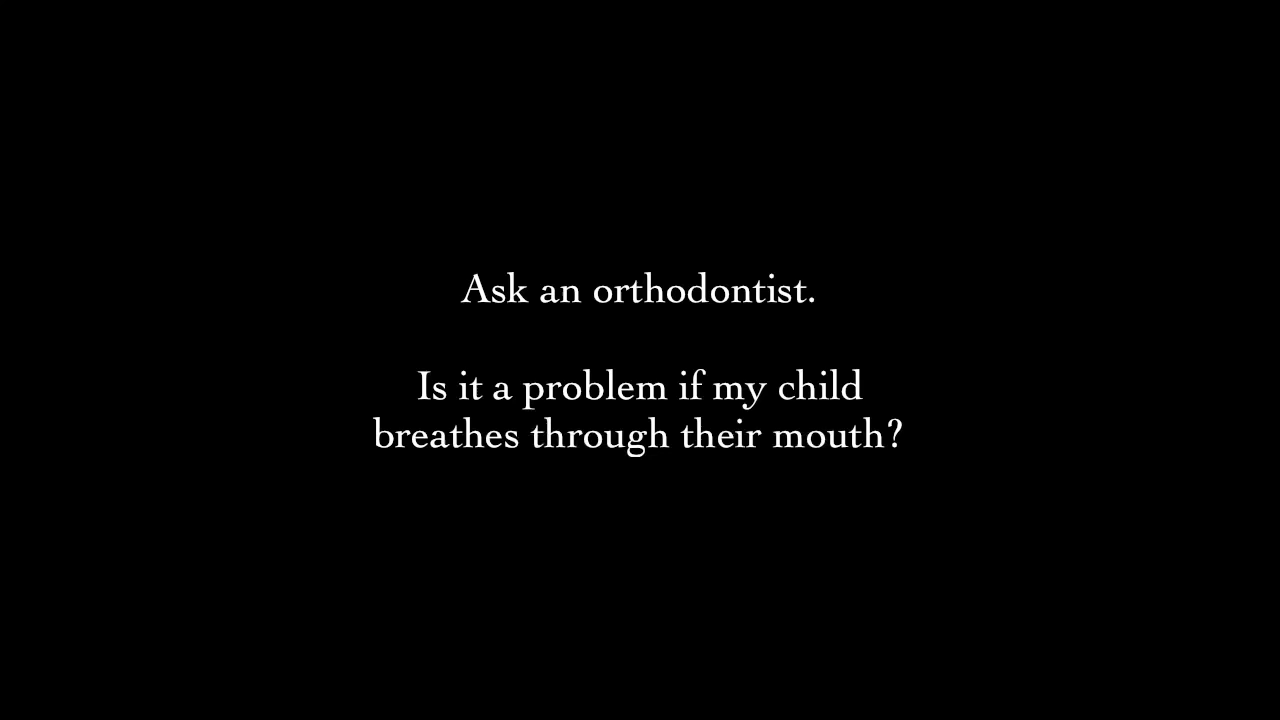 Ask an orthodontist.
Is it a problem if my child
breathes through their mouth?